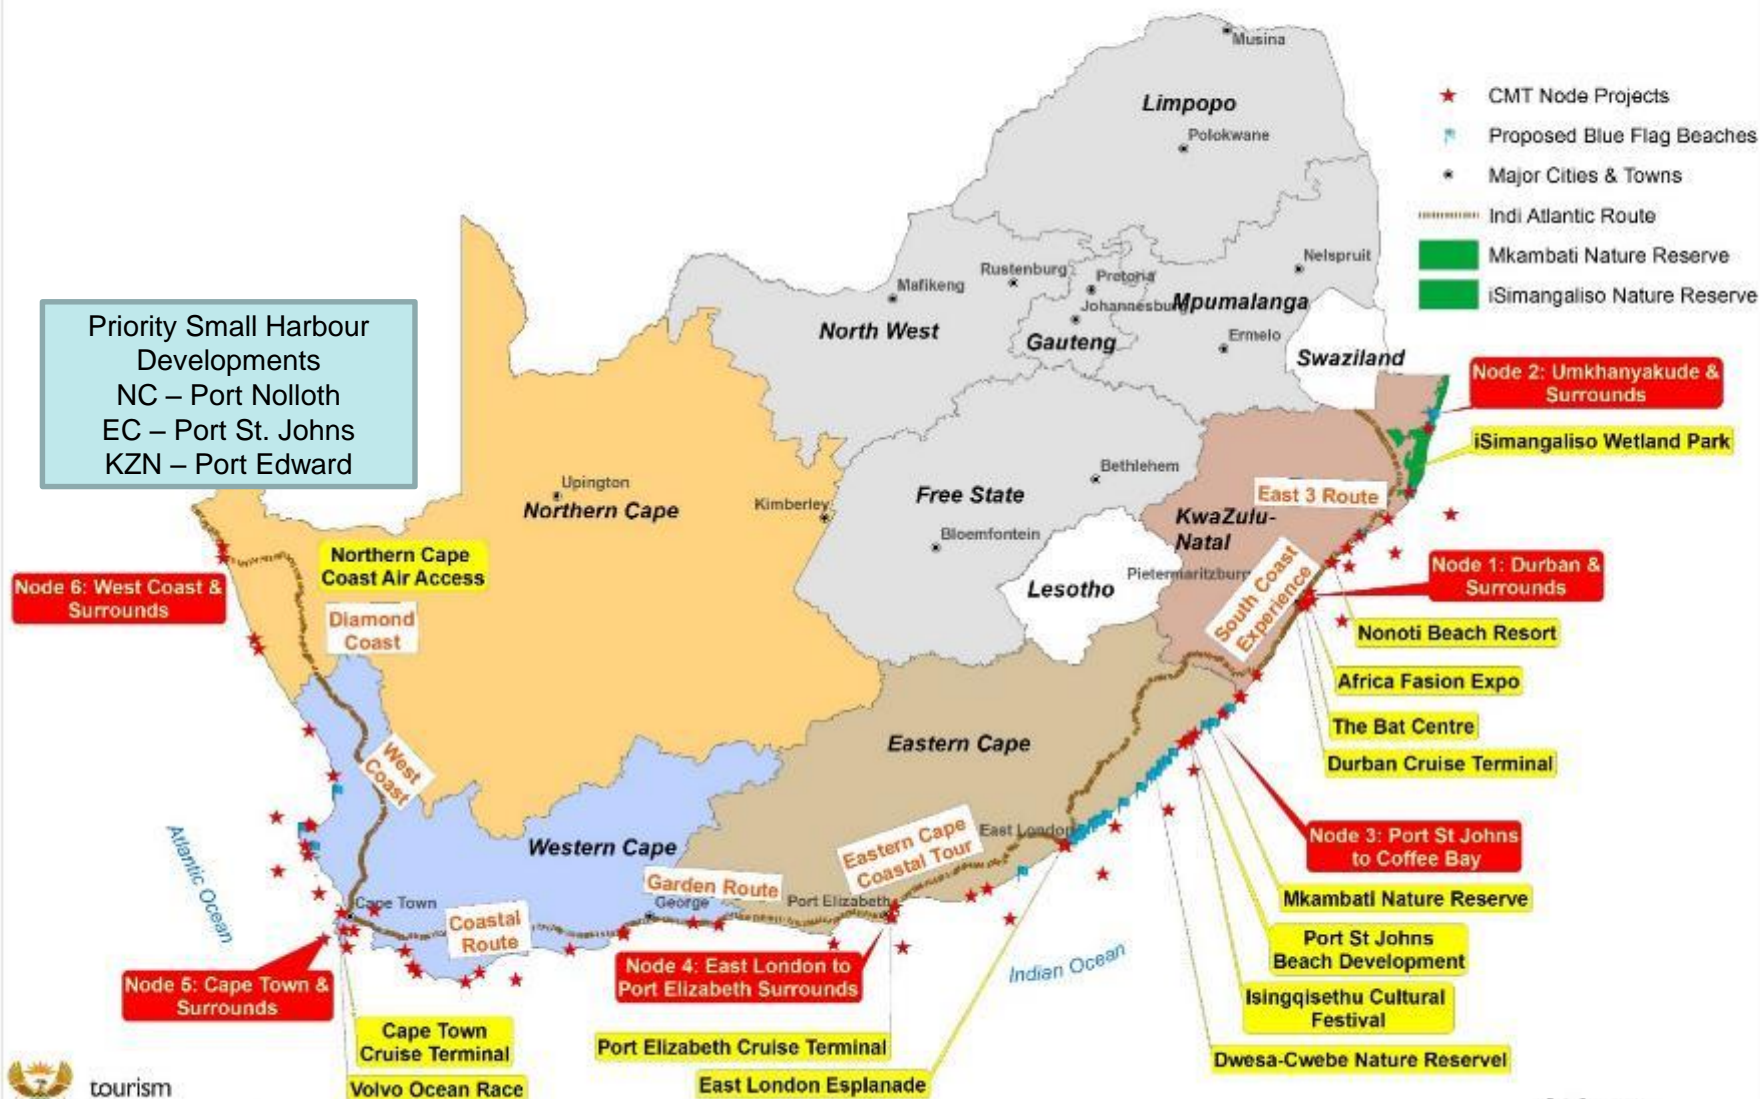 Musina
Limpopo
Polokwane
CMT Node Projects
Proposed Blue Flag Beaches
Major Cities & Towns
Indi Atlantic Route
Mkambati Nature Reserve
iSimangaliso Nature Reserve
Nelspruit
Rustenburg
Pretoria
Mafikeng
Johannesburg
Mpumalanga
North West
Gauteng
Ermelo
Swaziland
Priority Small Harbour
Developments
NC – Port Nolloth
EC – Port St. Johns
KZN – Port Edward
Node 2: Umkhanyakude &
Surrounds
iSimangaliso Wetland Park
Bethlehem
Upington
Northern Cape
Kimberley
Free State
East 3 Route
KwaZulu-
Natal
Bloemfontein
Northern Cape
Coast Air Access
Node 6: West Coast &
Surrounds
Diamond
Coast
Lesotho
Pietermaritzburg
South Coast
Experience
Node 1: Durban &
Surrounds
Nonoti Beach Resort
Africa Fasion Expo
The Bat Centre
Durban Cruise Terminal
West
Coast
Eastern Cape
Western Cape
Eastern Cape
Coastal Tour
East London
Node 3: Port St Johns
to Coffee Bay
Atlantic Ocean
Garden Route
Cape Town
George
Port Elizabeth
Coastal
Route
Mkambati Nature Reserve
Port St Johns
Beach Development
Node 4: East London to
Port Elizabeth Surrounds
Indian Ocean
Node 5: Cape Town &
Surrounds
Isingqisethu Cultural
Festival
Cape Town
Cruise Terminal
Port Elizabeth Cruise Terminal
Dwesa-Cwebe Nature Reservel
Volvo Ocean Race
East London Esplanade
tourism